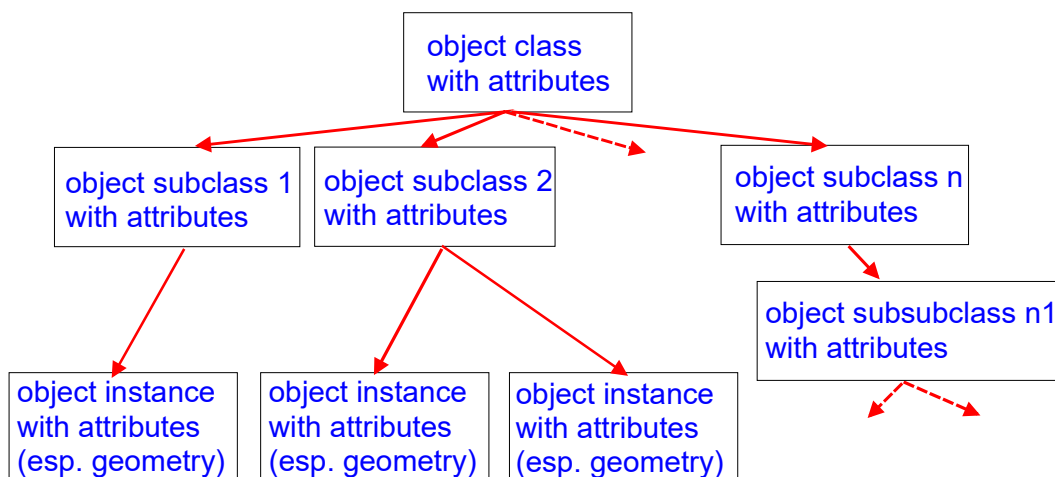 object class
with attributes
object subclass 1
with attributes
object subclass 2
with attributes
object subclass n
with attributes
object subsubclass n1
with attributes
object instance
with attributes
(esp. geometry)
object instance
with attributes
(esp. geometry)
object instance
with attributes
(esp. geometry)